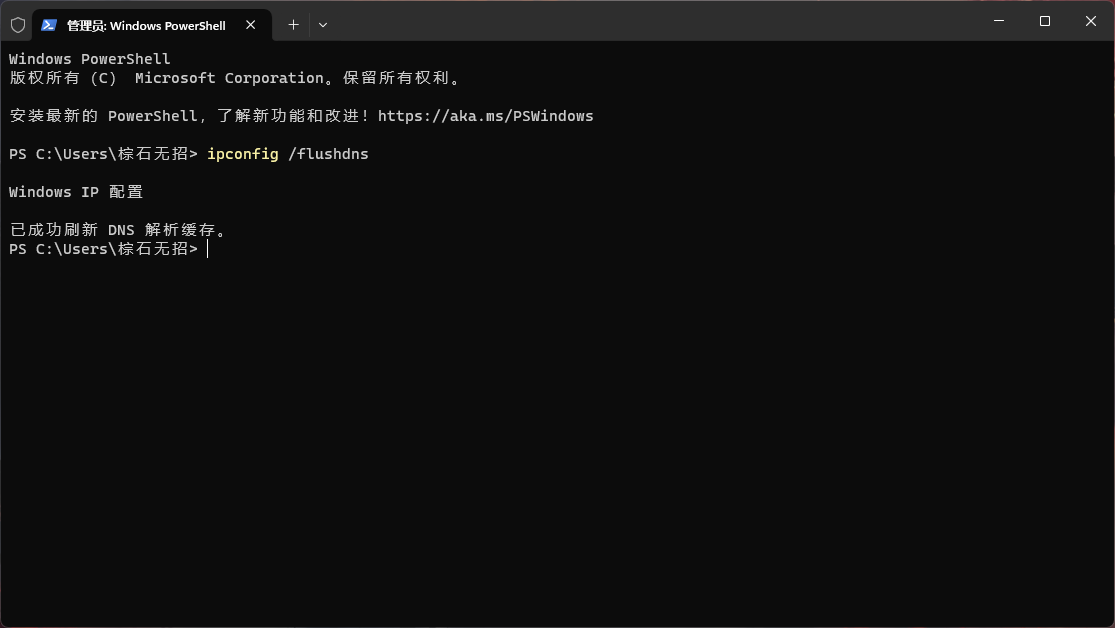 管理员: Windows PowerShell
Windows PowerShell
版权所有 (C) Microsoft Corporation。保留所有权利。
安装最新的 PowerShell，了解新功能和改进！https://aka.ms/PSWindows
PS C:\Users\棕石无招> ipconfig /flushdns
Windows IP 配置
已成功刷新 DNS 解析缓存。
PS C:\Users\棕石无招>